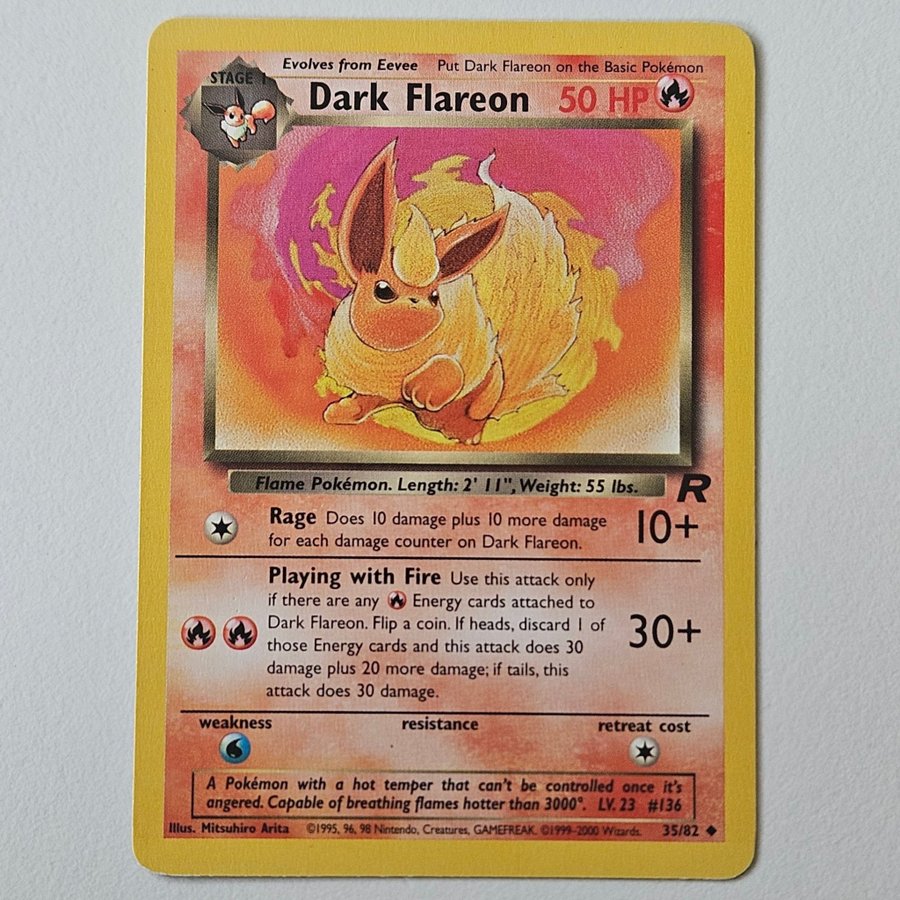 Evolves from Eevee Put Dark Flareon on the Basic Pokémon
STAGE 1
Dark Flareon 50 HP
Flame Pokémon. Length: 2' 11", Weight: 55 lbs.
R
Rage Does 10 damage plus 10 more damage
for each damage counter on Dark Flareon.
10+
Playing with Fire Use this attack only
if there are any Energy cards attached to
Dark Flareon. Flip a coin. If heads, discard 1 of
those Energy cards and this attack does 30
damage plus 20 more damage; if tails, this
attack does 30 damage.
30+
weakness resistance retreat cost
A Pokémon with a hot temper that can't be controlled once it's
angered. Capable of breathing flames hotter than 3000°. LV. 23 #136
Illus. Mitsuhiro Arita ©1995, 96, 98 Nintendo, Creatures, GAMEFREAK. ©1999-2000 Wizards. 35/82